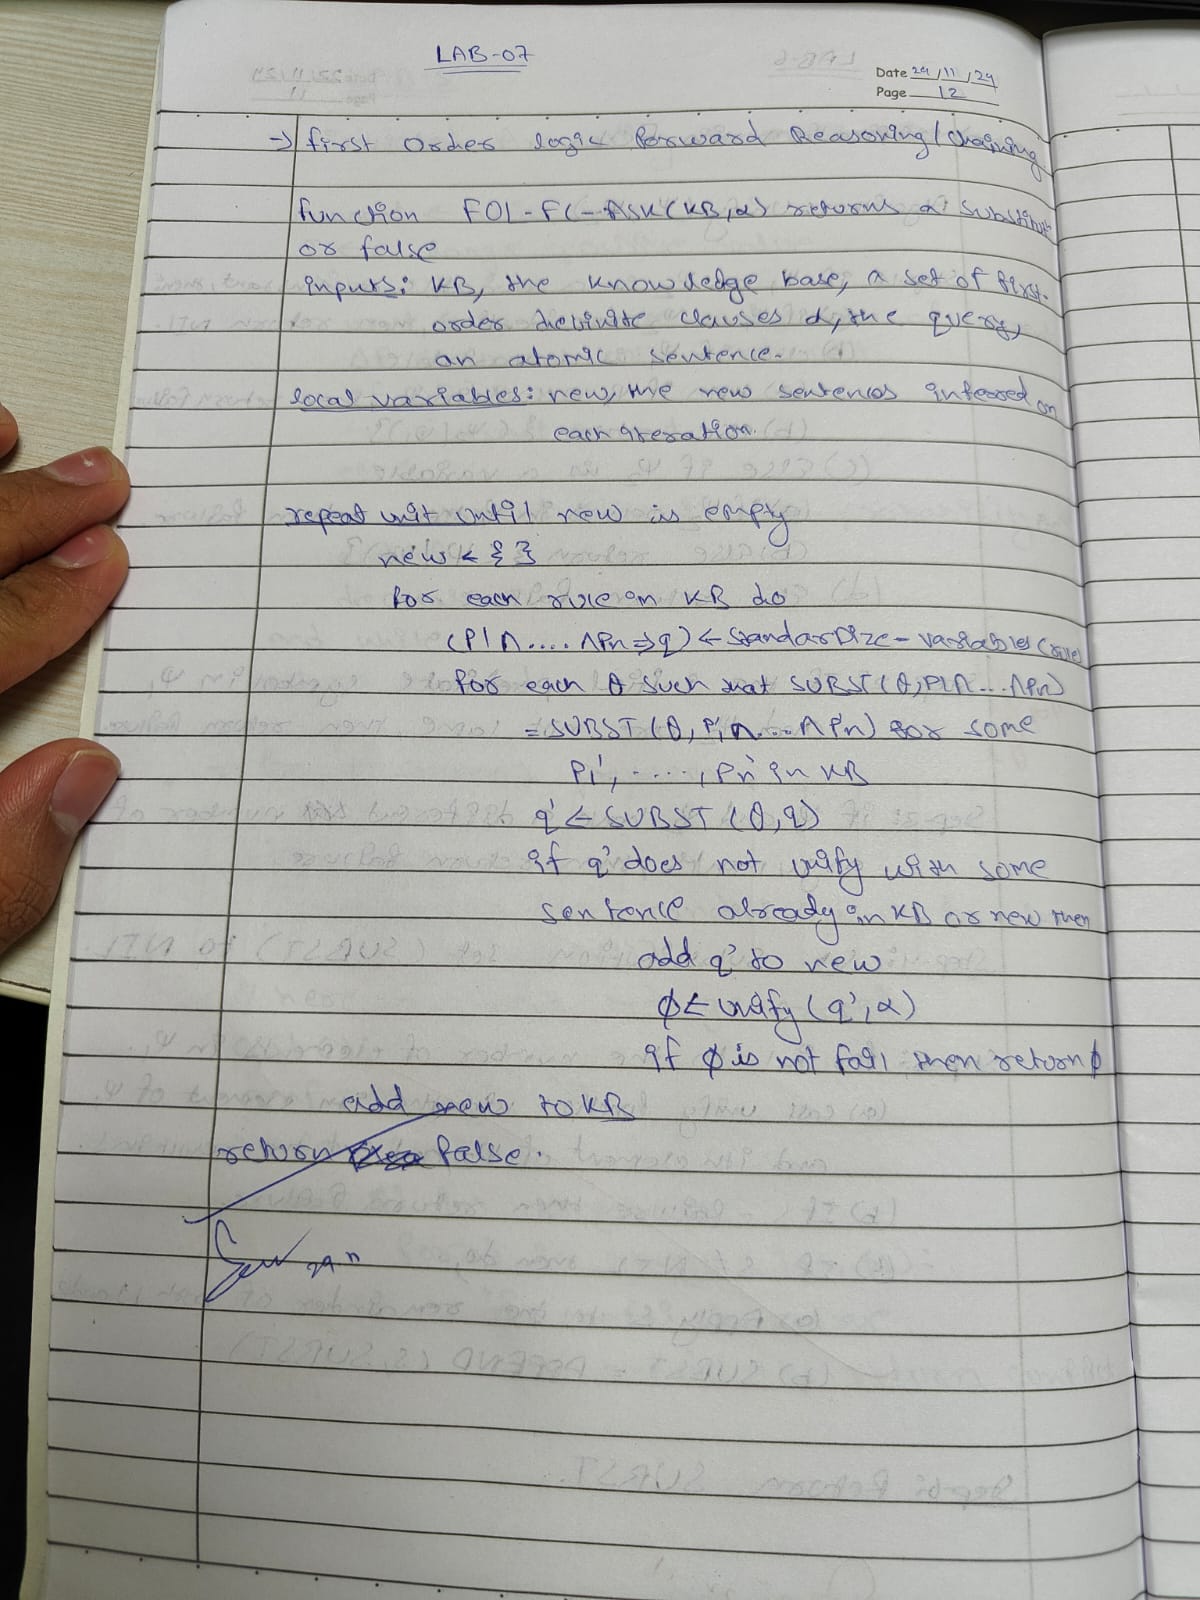 LAB-07
Date 29/11/24
Page 12
→ first Order logic forward Reasoning/Chaining
function FOL-FC-ASK(KB,α) returns a substitut
or false
inputs: KB, the knowledge base, a set of first-
order definite clauses α, the query,
an atomic sentence.
local variables: new, the new sentences inferred on
each iteration.
repeat unit until new is empty
new ← { }
for each rule in KB do
(P1 ∧ .... ∧ Pn ⇒ q) ← StandarDize - variables (rule)
for each θ such that SUBST(θ, P1 ∧ ... ∧ Pn)
= SUBST (θ, P'1 ∧ .... ∧ P'n) for some
P1', ....., Pn' in KB
q' ← SUBST (θ, q)
if q' does not unify with some
sentence already in KB or new then
add q' to new
φ ← unify (q', α)
if φ is not fail then return φ
add new to KB
return false.